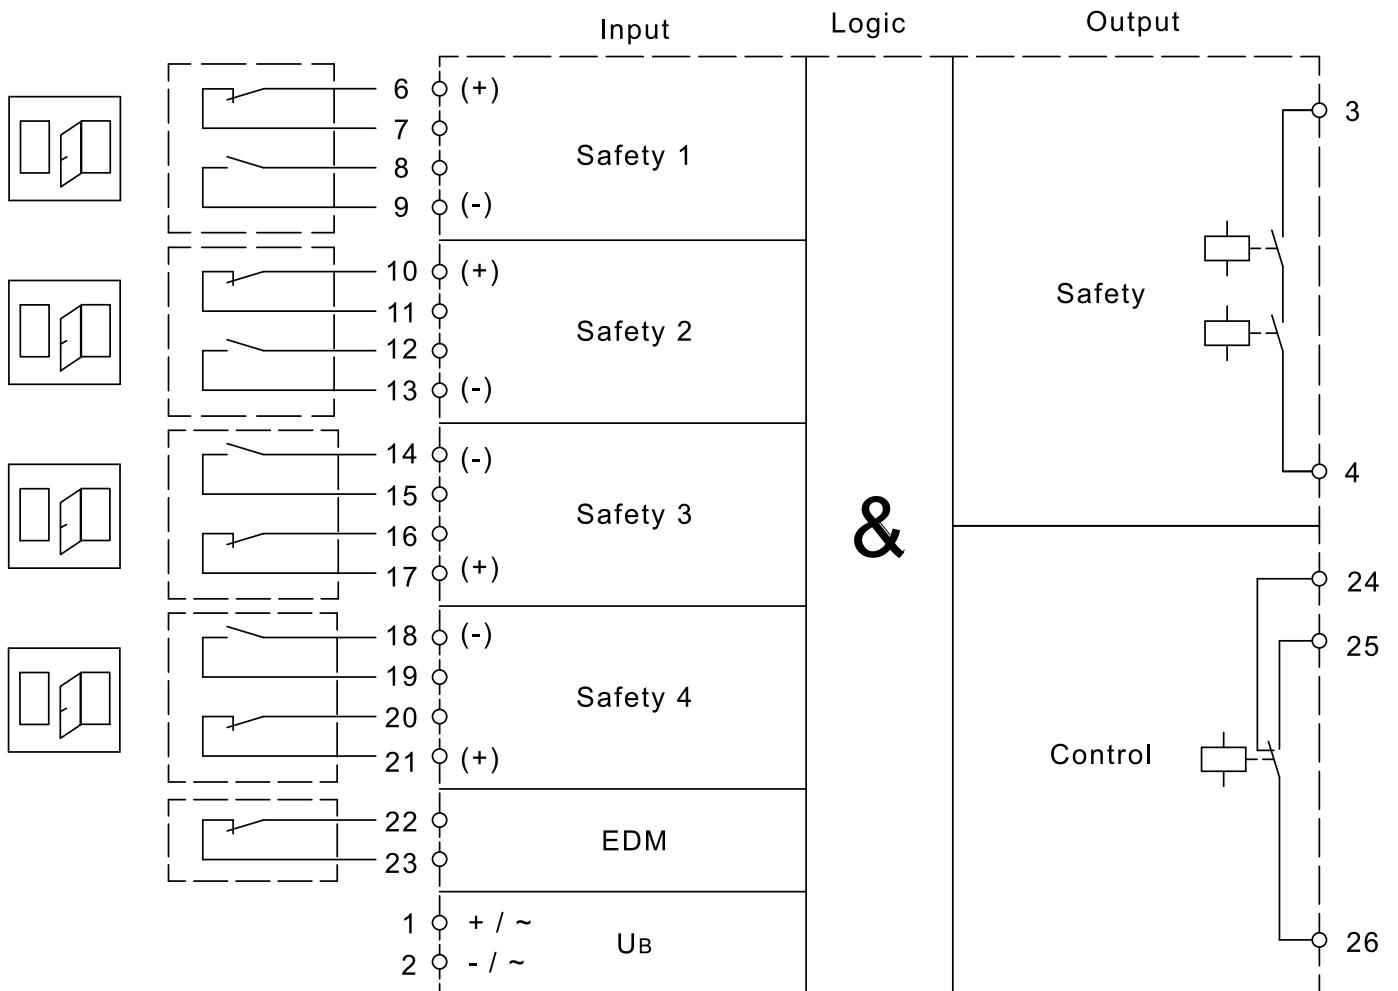 Input
Logic
Output
6 (+)
7
Safety 1
8
9 (-)
10 (+)
11
Safety 2
12
13 (-)
14 (-)
15
Safety 3
16
17 (+)
18 (-)
19
Safety 4
20
21 (+)
22
EDM
23
1 + / ~
UB
2 - / ~
&
3
Safety
4
24
25
Control
26